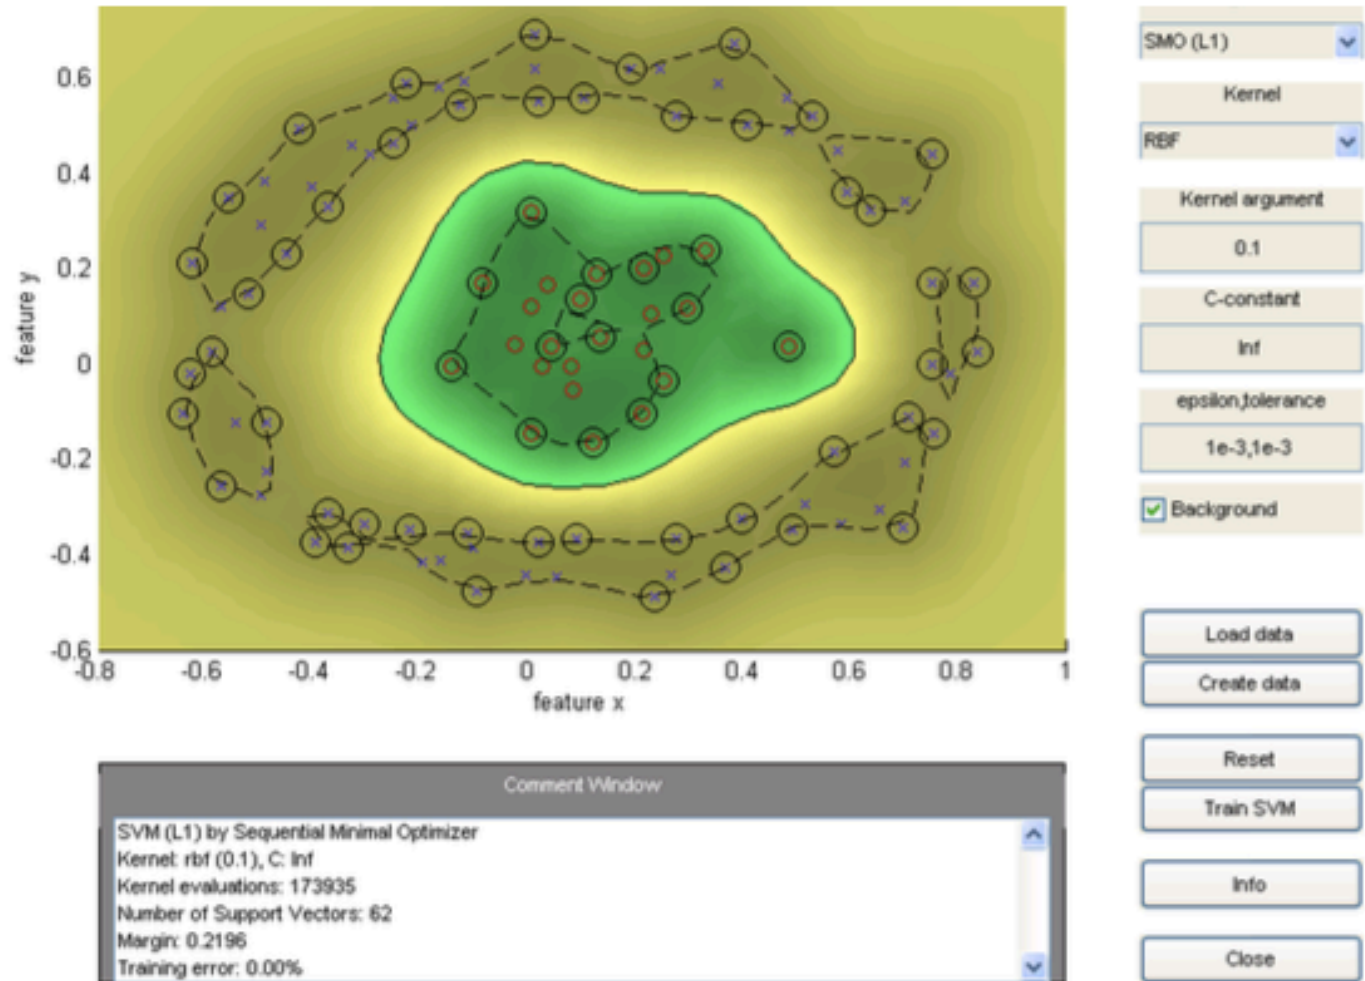 SMO (L1)
Kernel
RBF
Kernel argument
0.1
C-constant
Inf
epsilon,tolerance
1e-3,1e-3
Background
Load data
Create data
Reset
Train SVM
Info
Close
feature y
0.6
0.4
0.2
0
-0.2
-0.4
-0.6
-0.8 -0.6 -0.4 -0.2 0 0.2 0.4 0.6 0.8 1
feature x
Comment Window
SVM (L1) by Sequential Minimal Optimizer
Kernel: rbf (0.1), C: Inf
Kernel evaluations: 173935
Number of Support Vectors: 62
Margin: 0.2196
Training error: 0.00%